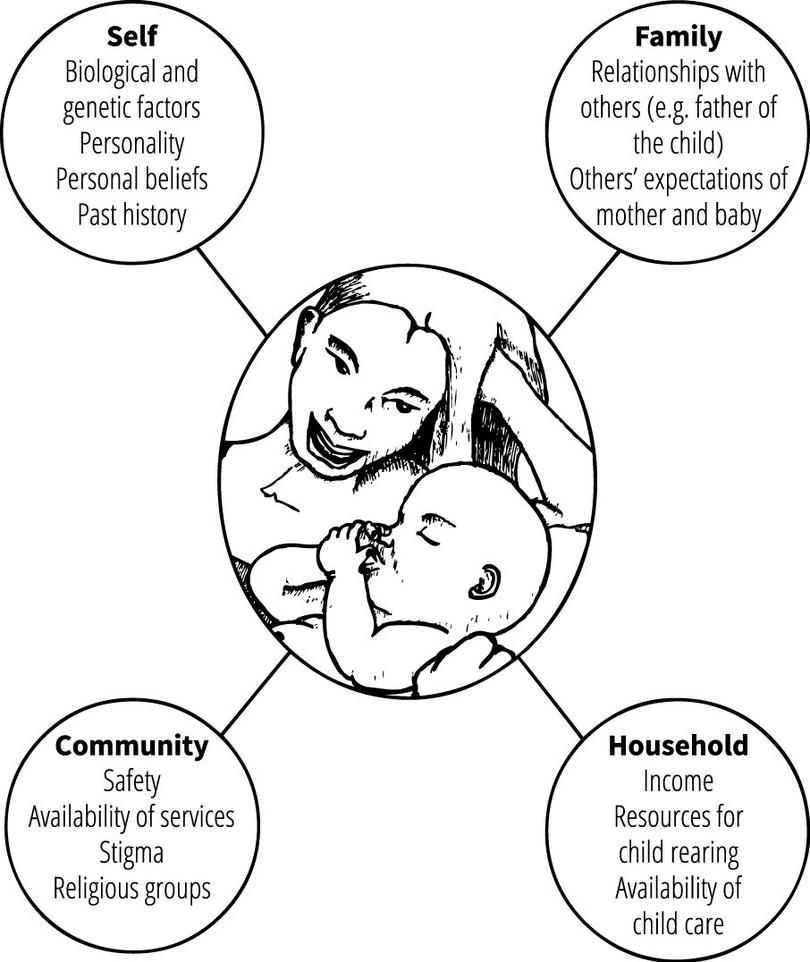 Self
Biological and
genetic factors
Personality
Personal beliefs
Past history
Family
Relationships with
others (e.g. father of
the child)
Others’ expectations of
mother and baby
Community
Safety
Availability of services
Stigma
Religious groups
Household
Income
Resources for
child rearing
Availability of
child care